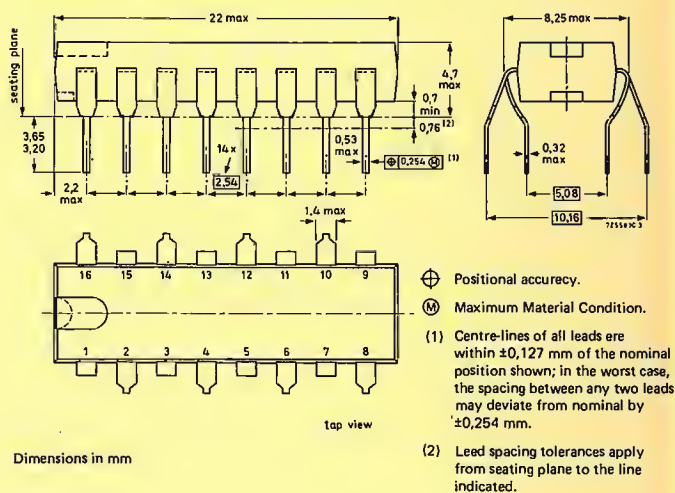 22 max
8,25 max
seating plane
4,7
max
0,7
min
0,76 (2)
3,65
3,20
14x
2,54
0,53
max
0,254 M (1)
0,32
max
2,2
max
5,08
10,16
1,4 max
16 15 14 13 12 11 10 9
1 2 3 4 5 6 7 8
tap view
Dimensions in mm
Positional accurecy.
M Maximum Material Condition.
(1) Centre-lines of all leads ere
within ±0,127 mm of the nominal
position shown; in the worst case,
the spacing between any two leads
may deviate from nominal by
±0,254 mm.
(2) Leed spacing tolerances apply
from seating plane to the line
indicated.